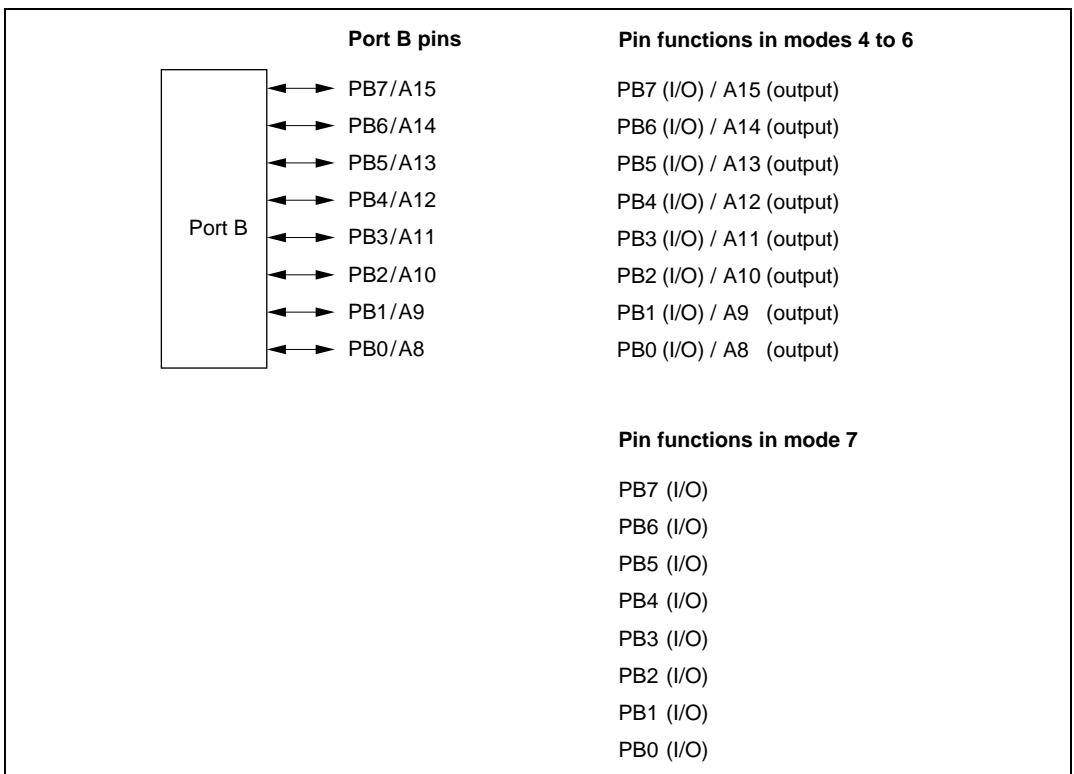 Port B pins
Pin functions in modes 4 to 6
Port B
PB7/A15
PB7 (I/O) / A15 (output)
PB6/A14
PB6 (I/O) / A14 (output)
PB5/A13
PB5 (I/O) / A13 (output)
PB4/A12
PB4 (I/O) / A12 (output)
PB3/A11
PB3 (I/O) / A11 (output)
PB2/A10
PB2 (I/O) / A10 (output)
PB1/A9
PB1 (I/O) / A9 (output)
PB0/A8
PB0 (I/O) / A8 (output)
Pin functions in mode 7
PB7 (I/O)
PB6 (I/O)
PB5 (I/O)
PB4 (I/O)
PB3 (I/O)
PB2 (I/O)
PB1 (I/O)
PB0 (I/O)